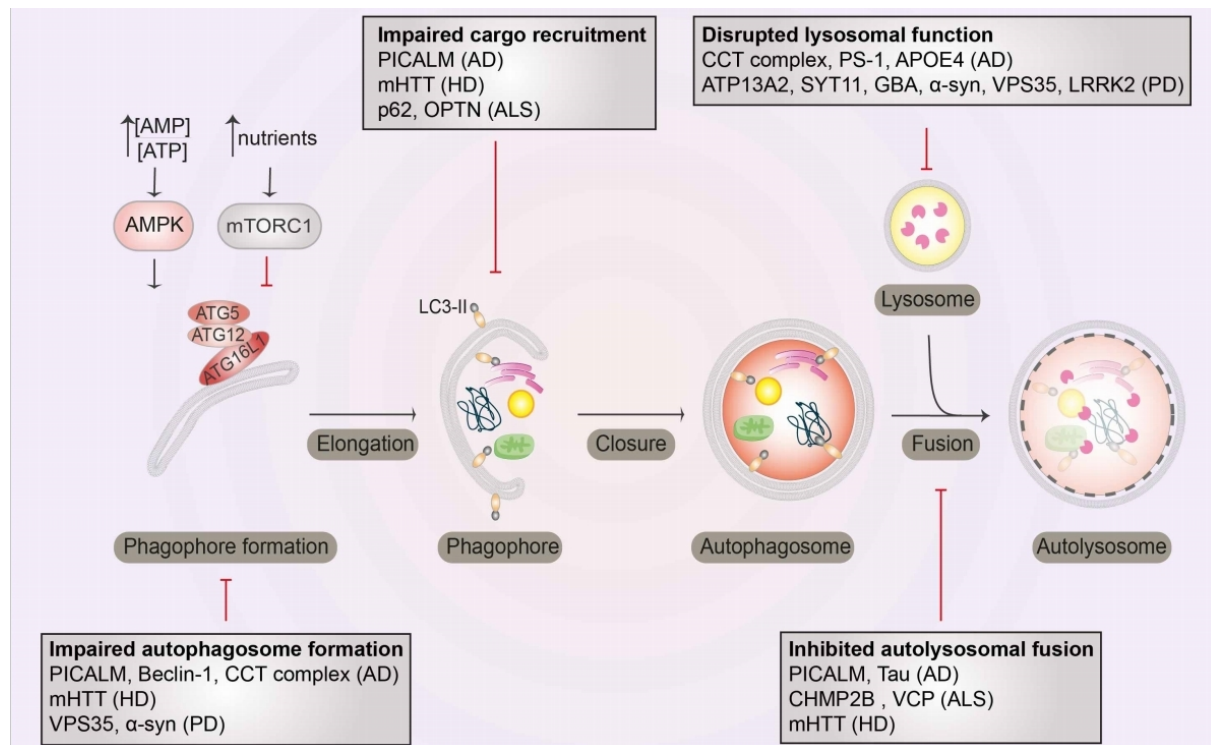 Impaired cargo recruitment
PICALM (AD)
mHTT (HD)
p62, OPTN (ALS)
Disrupted lysosomal function
CCT complex, PS-1, APOE4 (AD)
ATP13A2, SYT11, GBA, α-syn, VPS35, LRRK2 (PD)
[AMP]
[ATP]
nutrients
AMPK
mTORC1
ATG5
ATG12
ATG16L1
LC3-II
Lysosome
Elongation
Closure
Fusion
Phagophore formation
Phagophore
Autophagosome
Autolysosome
Impaired autophagosome formation
PICALM, Beclin-1, CCT complex (AD)
mHTT (HD)
VPS35, α-syn (PD)
Inhibited autolysosomal fusion
PICALM, Tau (AD)
CHMP2B , VCP (ALS)
mHTT (HD)